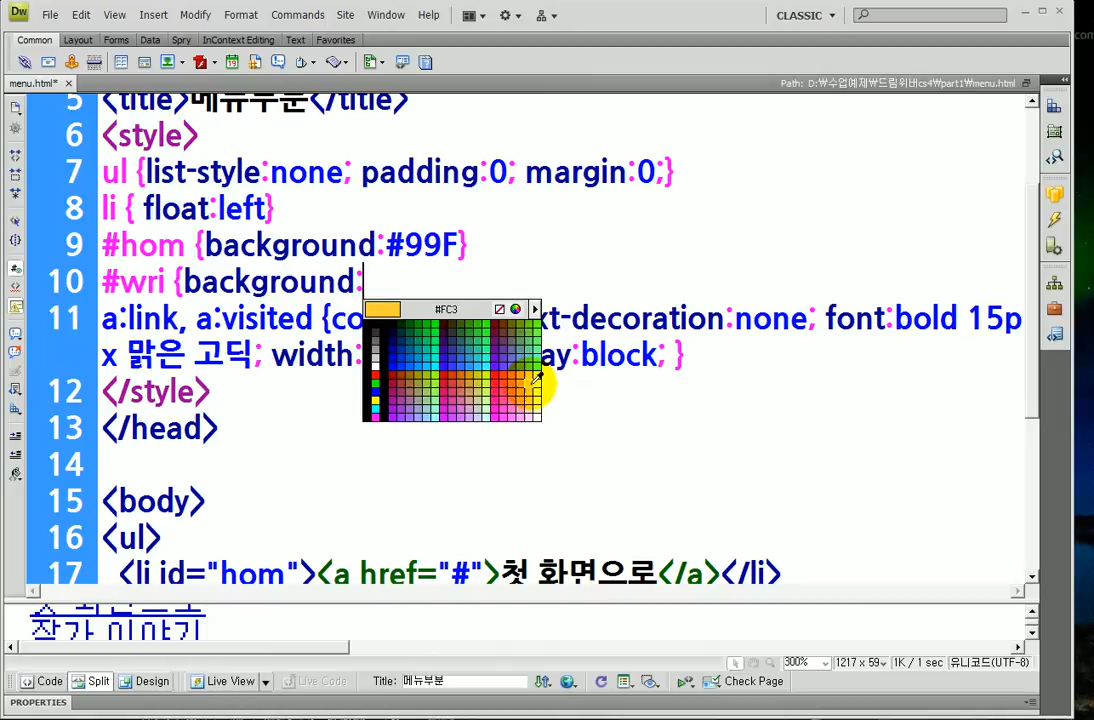 Dw File Edit View Insert Modify Format Commands Site Window Help CLASSIC
Common Layout Forms Data Spry InContext Editing Text Favorites
menu.html* Path: D:₩수업예제₩드림위버cs4₩part1₩menu.html
5 <title>메뉴부분</title>
6 <style>
7 ul {list-style:none; padding:0; margin:0;}
8 li { float:left}
9 #hom {background:#99F}
10 #wri {background:
#FC3
11 a:link, a:visited {co xt-decoration:none; font:bold 15p
x 맑은 고딕; width: ay:block; }
12 </style>
13 </head>
14
15 <body>
16 <ul>
17 <li id="hom"><a href="#">첫 화면으로</a></li>
작가 이야기
300% 1217 x 59 1K / 1 sec 유니코드(UTF-8)
Code Split Design Live View Live Code Title: 메뉴부분 Check Page
PROPERTIES